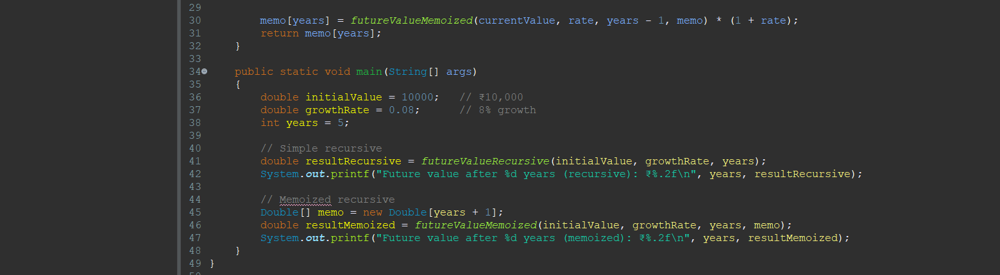 29
30 memo[years] = futureValueMemoized(currentValue, rate, years - 1, memo) * (1 + rate);
31 return memo[years];
32 }
33
34 public static void main(String[] args)
35 {
36 double initialValue = 10000; // ₹10,000
37 double growthRate = 0.08; // 8% growth
38 int years = 5;
39
40 // Simple recursive
41 double resultRecursive = futureValueRecursive(initialValue, growthRate, years);
42 System.out.printf("Future value after %d years (recursive): ₹%.2f\n", years, resultRecursive);
43
44 // Memoized recursive
45 Double[] memo = new Double[years + 1];
46 double resultMemoized = futureValueMemoized(initialValue, growthRate, years, memo);
47 System.out.printf("Future value after %d years (memoized): ₹%.2f\n", years, resultMemoized);
48 }
49 }